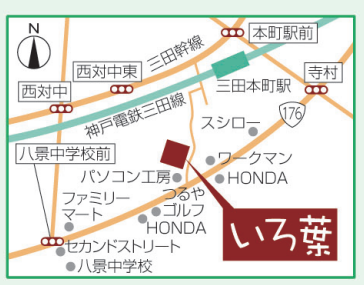 N
本町駅前
三田幹線
西対中東
三田本町駅
寺村
西対中
神戸電鉄三田線
176
スシロー
八景中学校前
ワークマン
パソコン工房
HONDA
ファミリー
マート
つるや
ゴルフ
HONDA
いろ葉
セカンドストリート
八景中学校